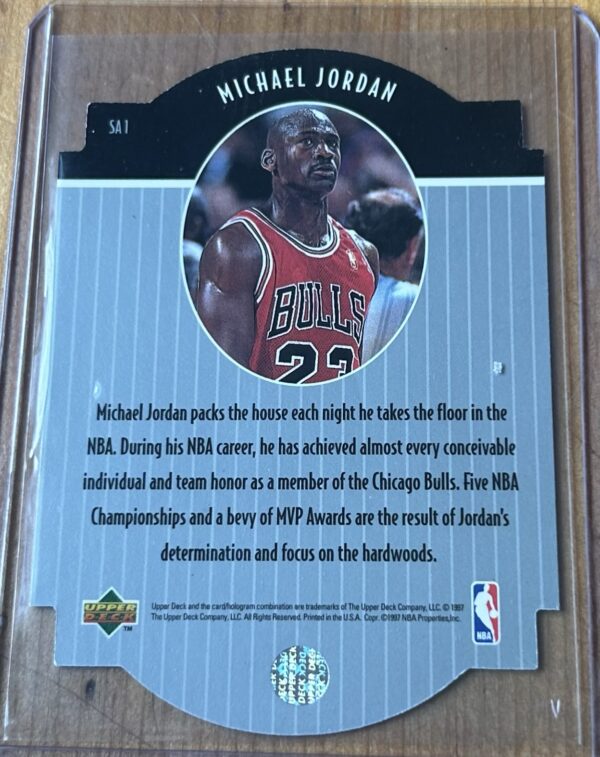 MICHAEL JORDAN
SA1
BULLS
23
Michael Jordan packs the house each night he takes the floor in the
NBA. During his NBA career, he has achieved almost every conceivable
individual and team honor as a member of the Chicago Bulls. Five NBA
Championships and a bevy of MVP Awards are the result of Jordan's
determination and focus on the hardwoods.
UPPER
DECK
TM
Upper Deck and the card/hologram combination are trademarks of The Upper Deck Company, LLC. © 1997
The Upper Deck Company, LLC. All Rights Reserved. Printed in the U.S.A. Copr. ©1997 NBA Properties, Inc.
NBA
UPPER DECK